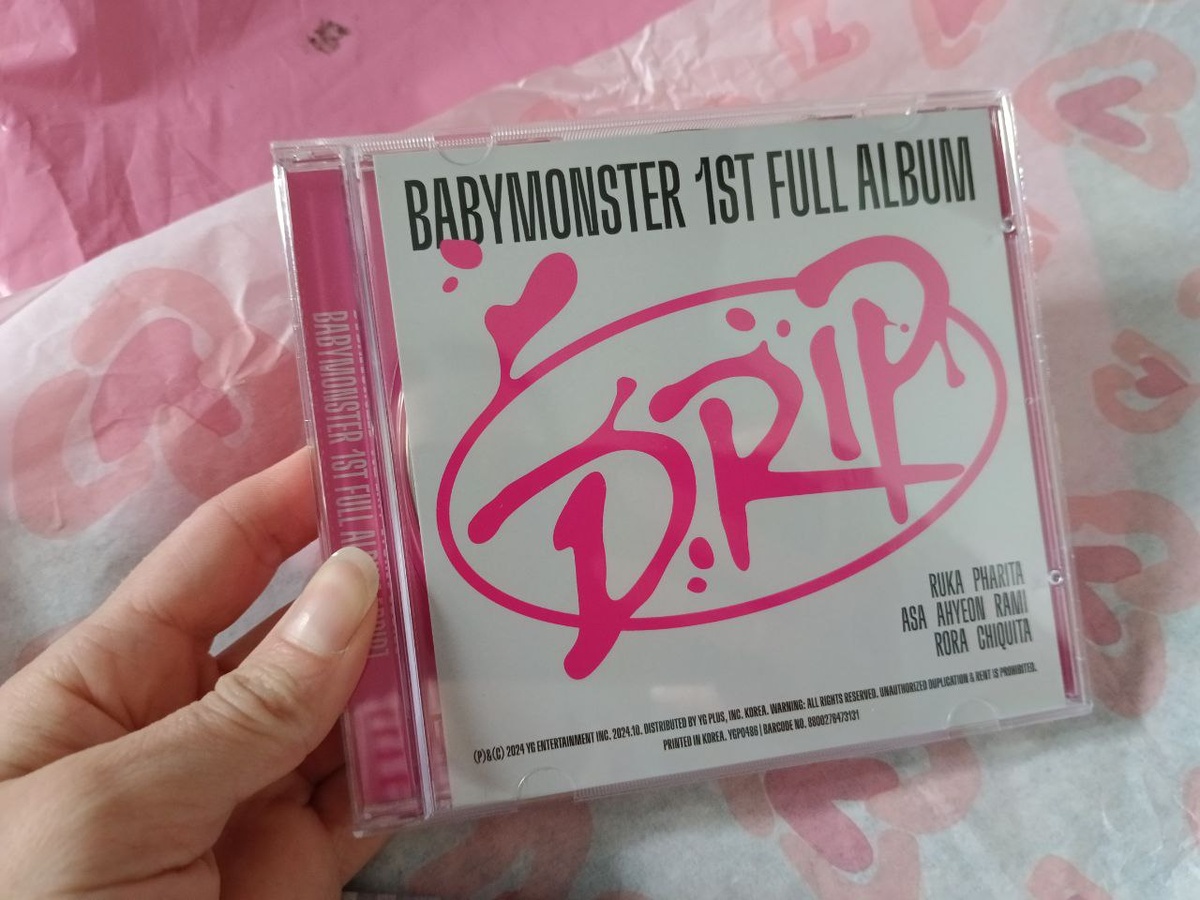 BABYMONSTER 1ST FULL ALBUM
DRIP
RUKA PHARITA
ASA AHYEON RAMI
RORA CHIQUITA
(P)&(C) 2024 YG ENTERTAINMENT INC. 2024.10. DISTRIBUTED BY YG PLUS, INC. KOREA. WARNING: ALL RIGHTS RESERVED. UNAUTHORIZED DUPLICATION & RENT IS PROHIBITED.
PRINTED IN KOREA. YGP0486 | BARCODE NO. 8800276473131
BABYMONSTER 1ST FULL